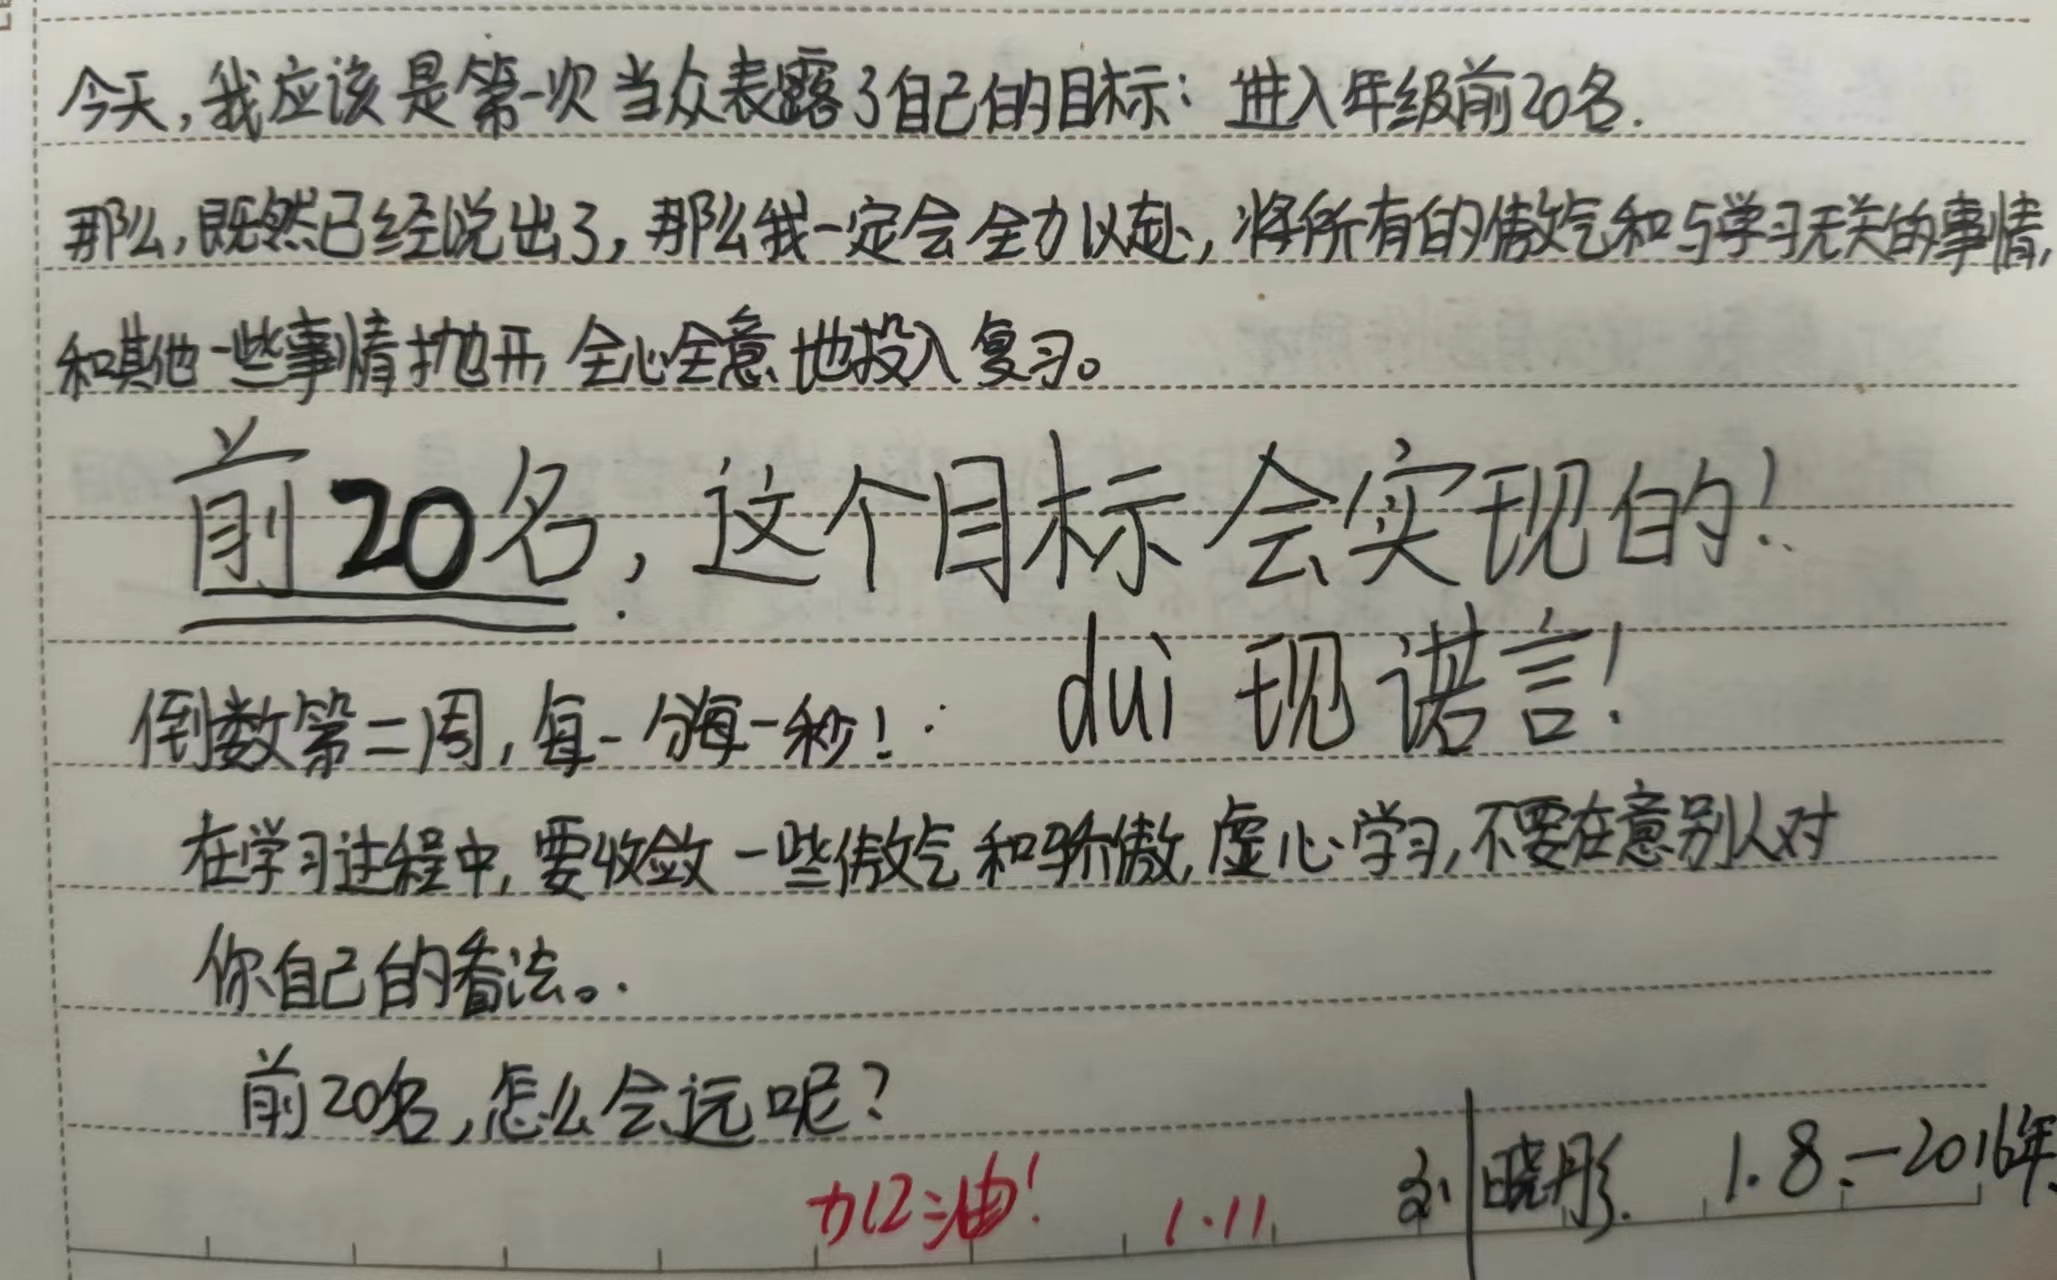 今天,我应该是第一次当众表露了自己的目标：进入年级前20名.
那么,既然已经说出了,那么我一定会全力以赴,将所有的傲气和与学习无关的事情,
和其他一些事情抛开,全心全意地投入复习。
前20名,这个目标会实现的!
dui现诺言!
倒数第二周,每一分每一秒!
在学习过程中,要收敛一些傲气和骄傲,虚心学习,不要在意别人对
你自己的看法。
前20名,怎么会远呢?
刘晓彤. 1.8.-2016年.
加油! 1.11.